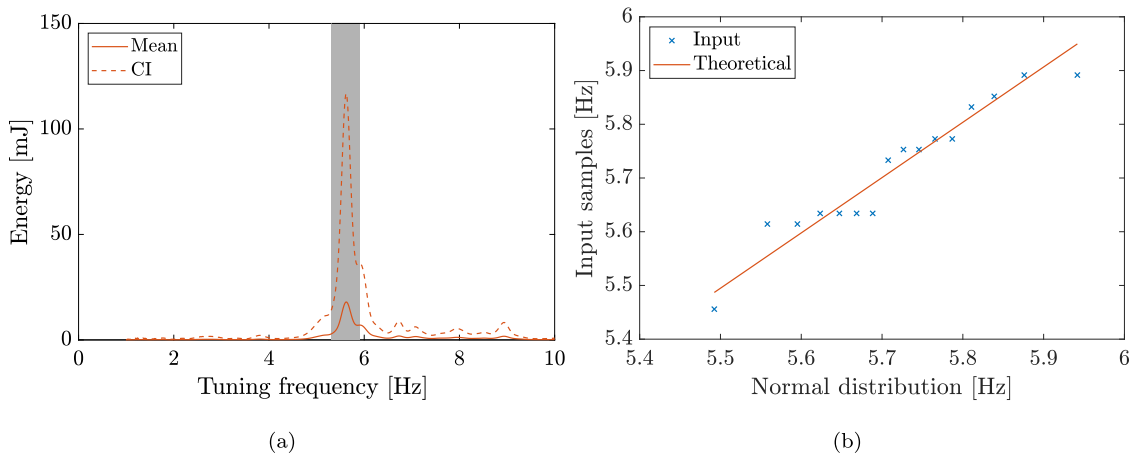 150
100
50
0
Energy [mJ]
Mean
CI
0
2
4
6
8
10
Tuning frequency [Hz]
(a)
6
5.9
5.8
5.7
5.6
5.5
5.4
Input samples [Hz]
Input
Theoretical
5.4
5.5
5.6
5.7
5.8
5.9
6
Normal distribution [Hz]
(b)